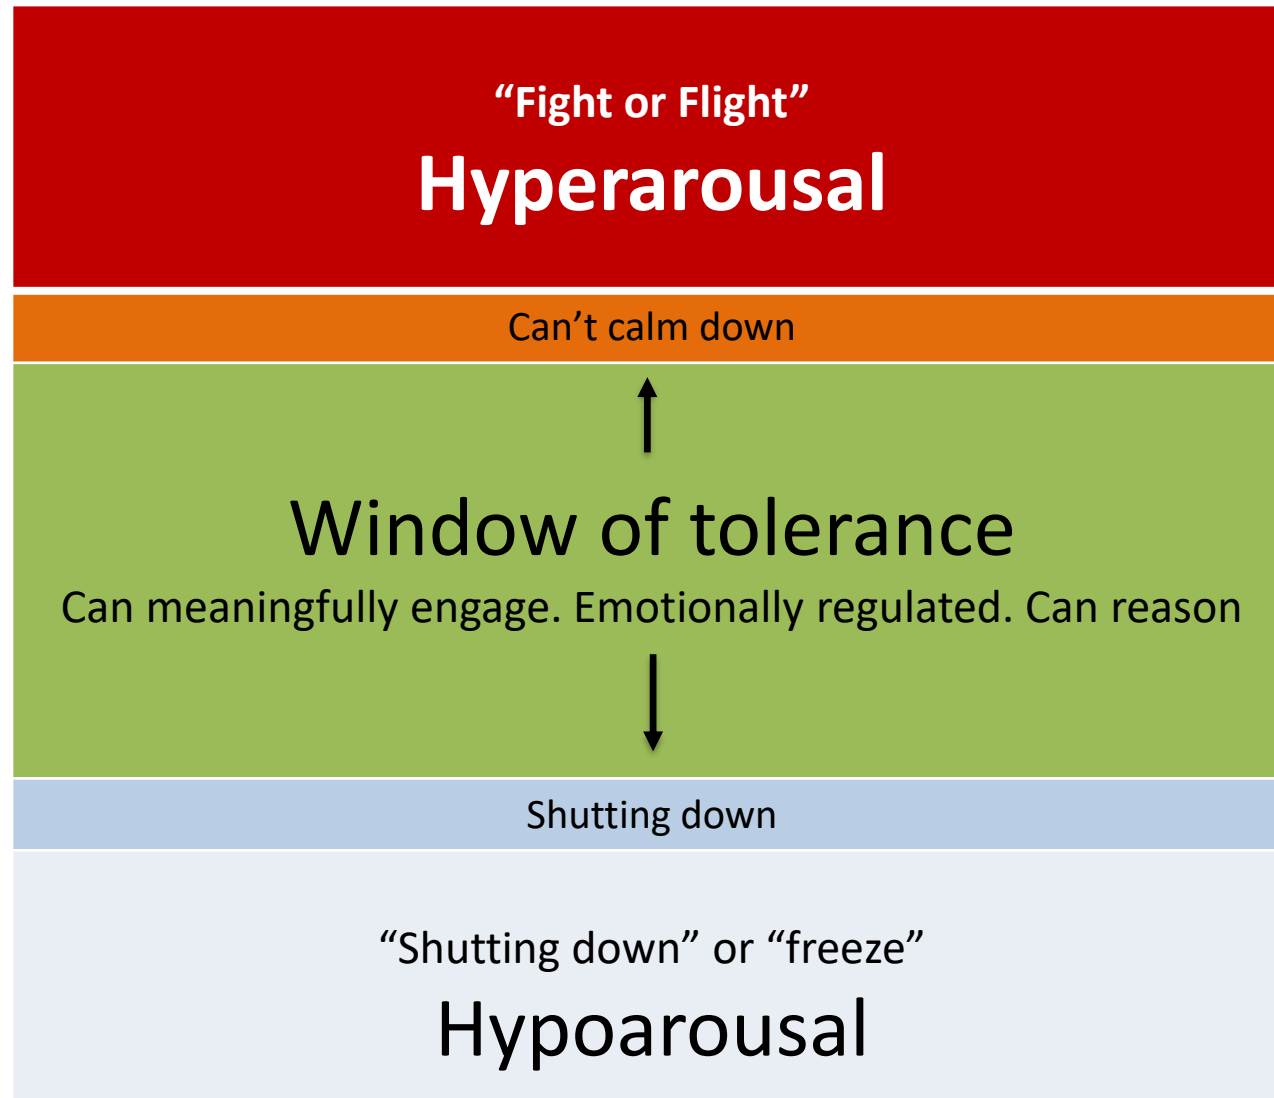 “Fight or Flight”
Hyperarousal
Can’t calm down
Window of tolerance
Can meaningfully engage. Emotionally regulated. Can reason
Shutting down
“Shutting down” or “freeze”
Hypoarousal